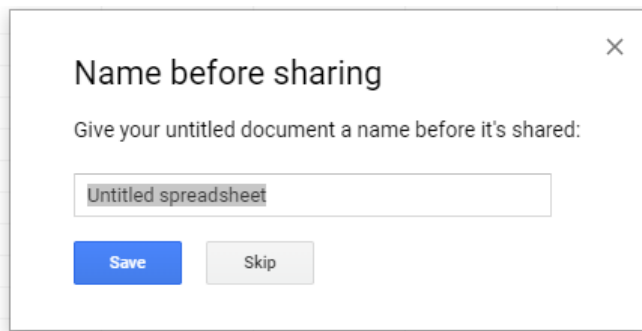 Name before sharing
Give your untitled document a name before it's shared:
Untitled spreadsheet
Save Skip